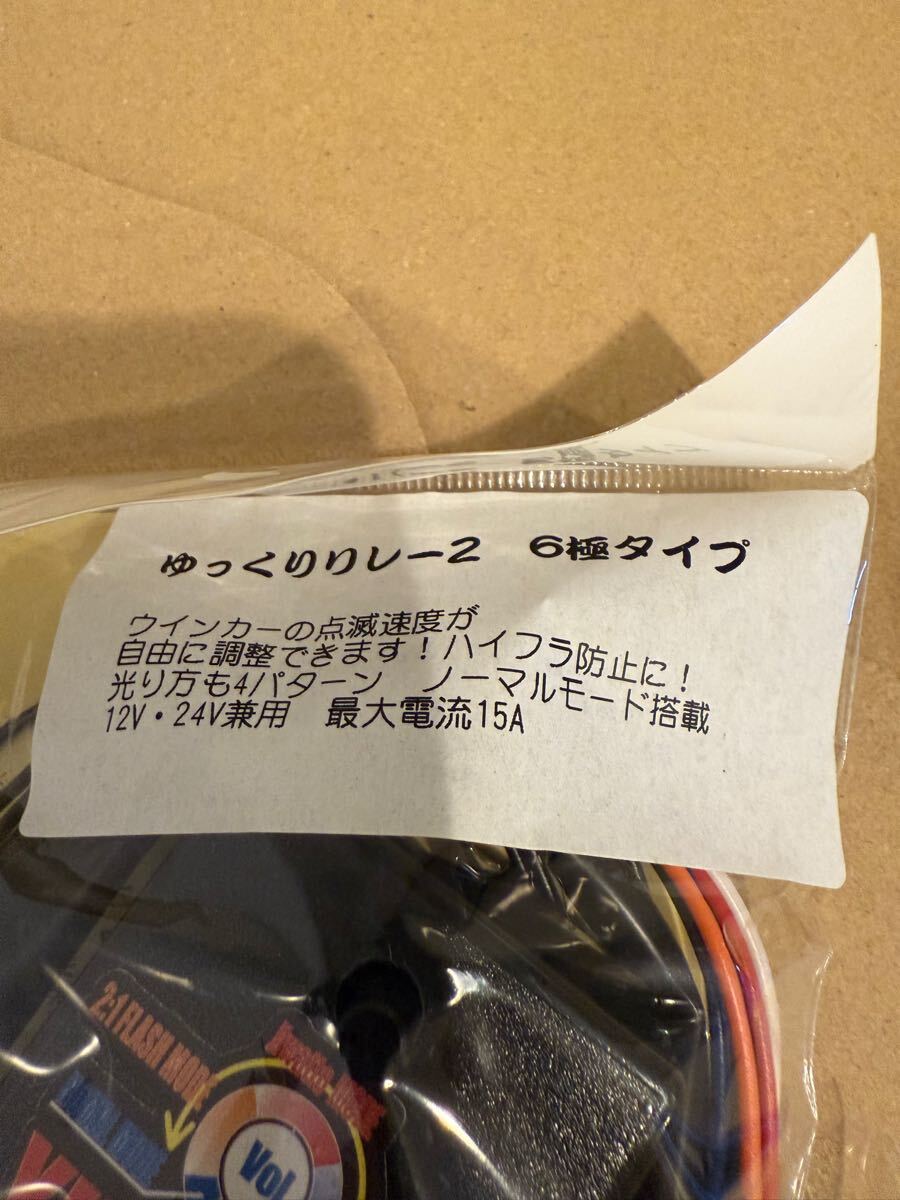 ゆっくりリレー2 6極タイプ
ウインカーの点滅速度が
自由に調整できます!ハイフラ防止に!
光り方も4パターン ノーマルモード搭載
12V・24V兼用 最大電流15A
2:1 FLASH MODE
Vol